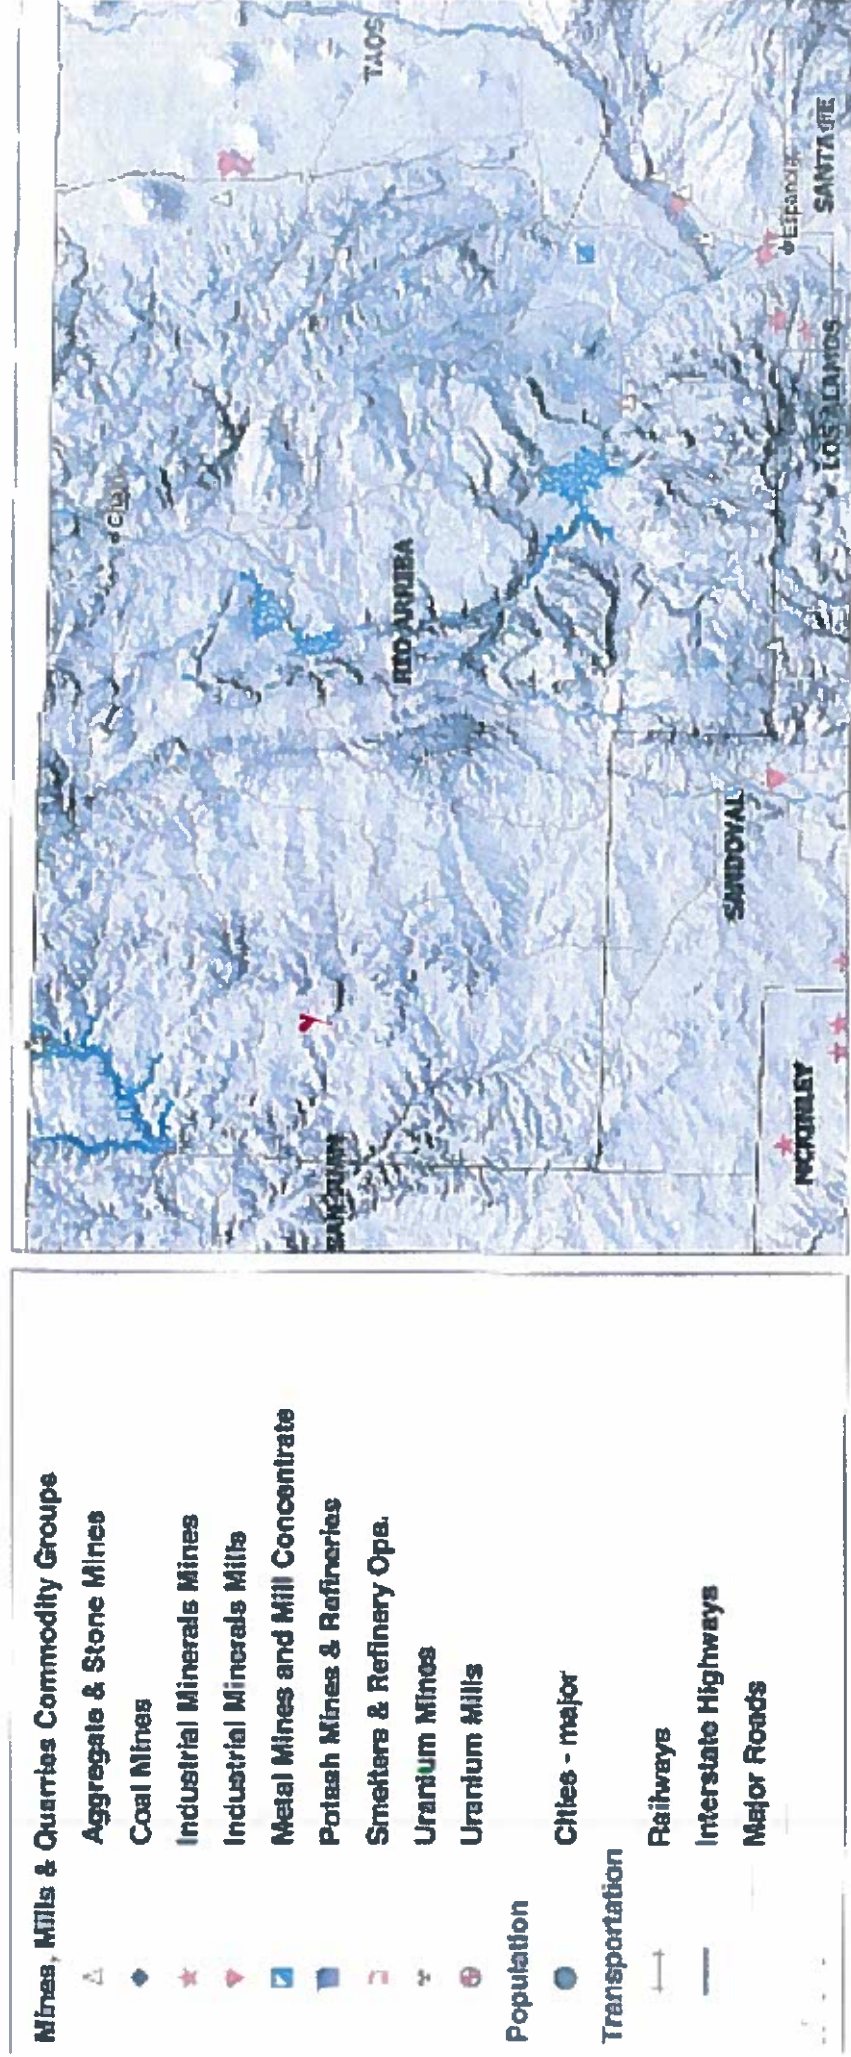 Mines, Mills & Quarries Commodity Groups
Aggregate & Stone Mines
Coal Mines
Industrial Minerals Mines
Industrial Minerals Mills
Metal Mines and Mill Concentrate
Potash Mines & Refineries
Smelters & Refinery Ops.
Uranium Mines
Uranium Mills
Population
Cities - major
Transportation
Railways
Interstate Highways
Major Roads
SAN JUAN
RIO ARRIBA
TAOS
MCKINLEY
SANDOVAL
LOS ALAMOS
Espanola
SANTA FE